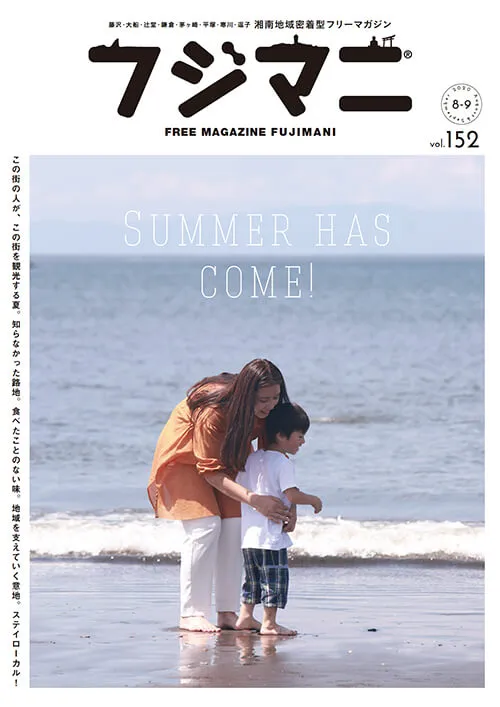 藤沢・大船・辻堂・鎌倉・茅ヶ崎・平塚・寒川・逗子 湘南地域密着型フリーマガジン
フジマニ®
FREE MAGAZINE FUJIMANI
2020 August & September
8-9
vol.152
この街の人が、この街を観光する夏。知らなかった路地。食べたことのない味。地域を支えていく意地。ステイローカル!
SUMMER HAS
COME!